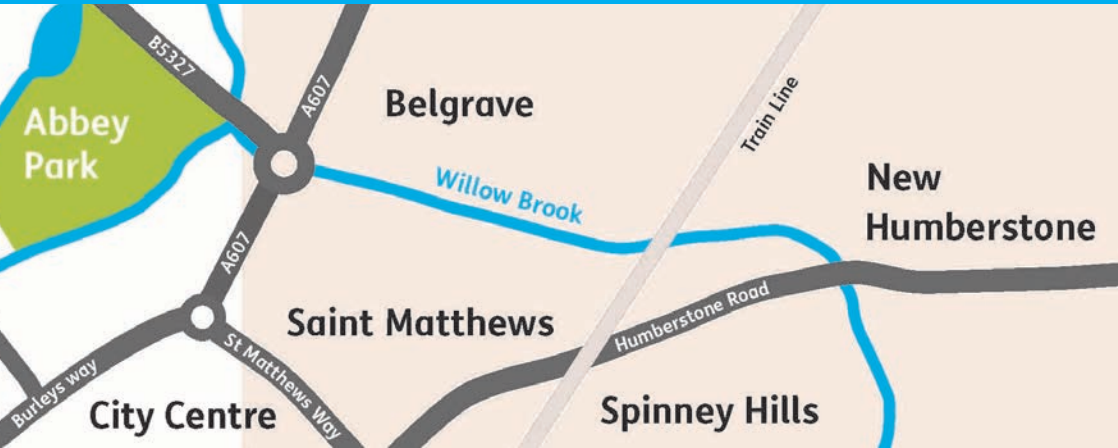 B5327
A607
Belgrave
Train Line
Abbey
Park
Willow Brook
New
Humberstone
A607
Saint Matthews
Humberstone Road
St Matthews Way
Burleys way
City Centre
Spinney Hills